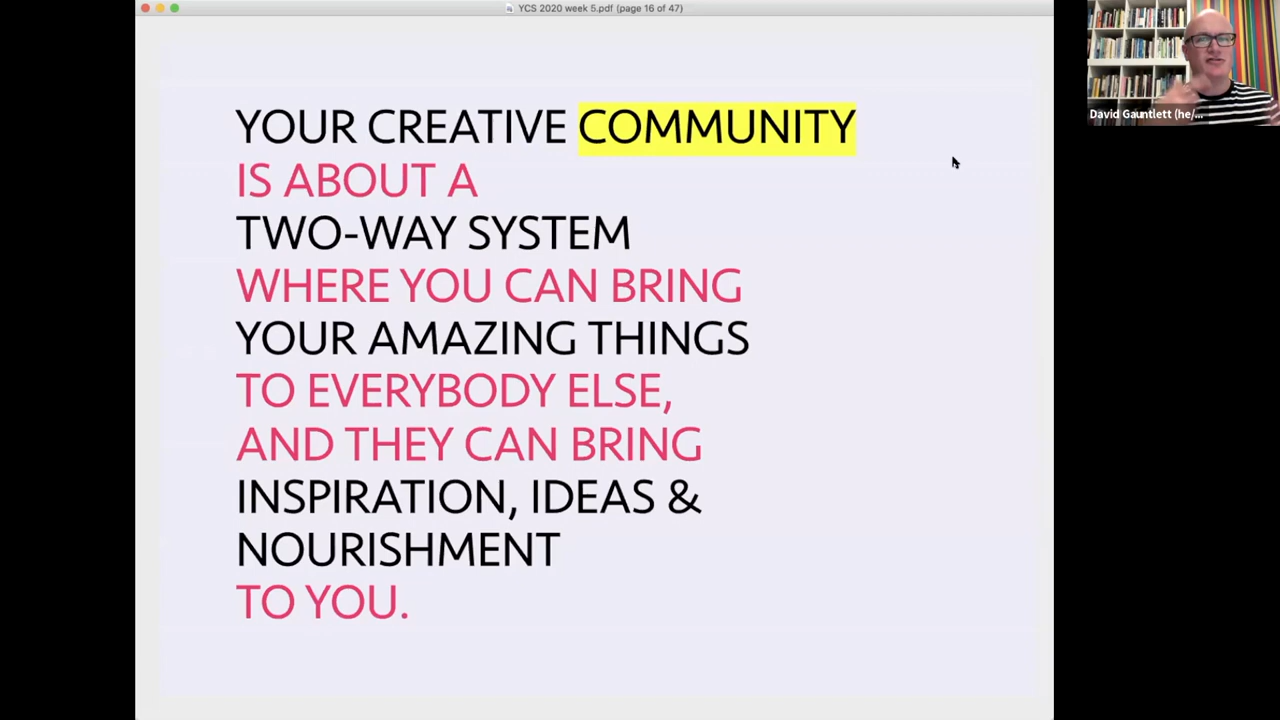 YCS 2020 week 5.pdf (page 16 of 47)
YOUR CREATIVE COMMUNITY
IS ABOUT A
TWO-WAY SYSTEM
WHERE YOU CAN BRING
YOUR AMAZING THINGS
TO EVERYBODY ELSE,
AND THEY CAN BRING
INSPIRATION, IDEAS &
NOURISHMENT
TO YOU.
David Gauntlett (he/...